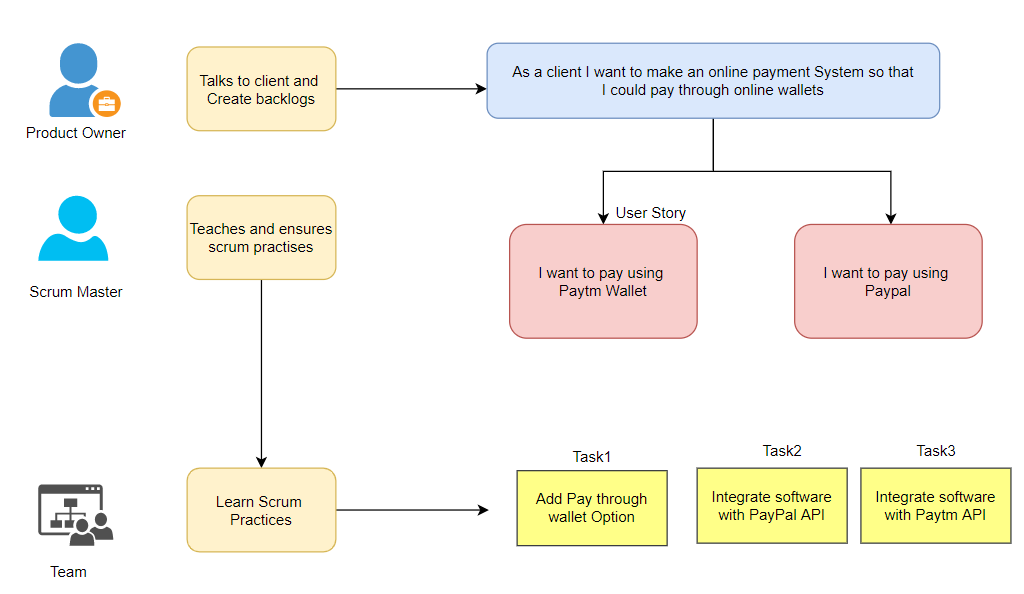 Talks to client and
Create backlogs
As a client I want to make an online payment System so that
I could pay through online wallets
Product Owner
User Story
Teaches and ensures
scrum practises
I want to pay using
Paytm Wallet
I want to pay using
Paypal
Scrum Master
Task1
Task2
Task3
Learn Scrum
Practices
Add Pay through
wallet Option
Integrate software
with PayPal API
Integrate software
with Paytm API
Team